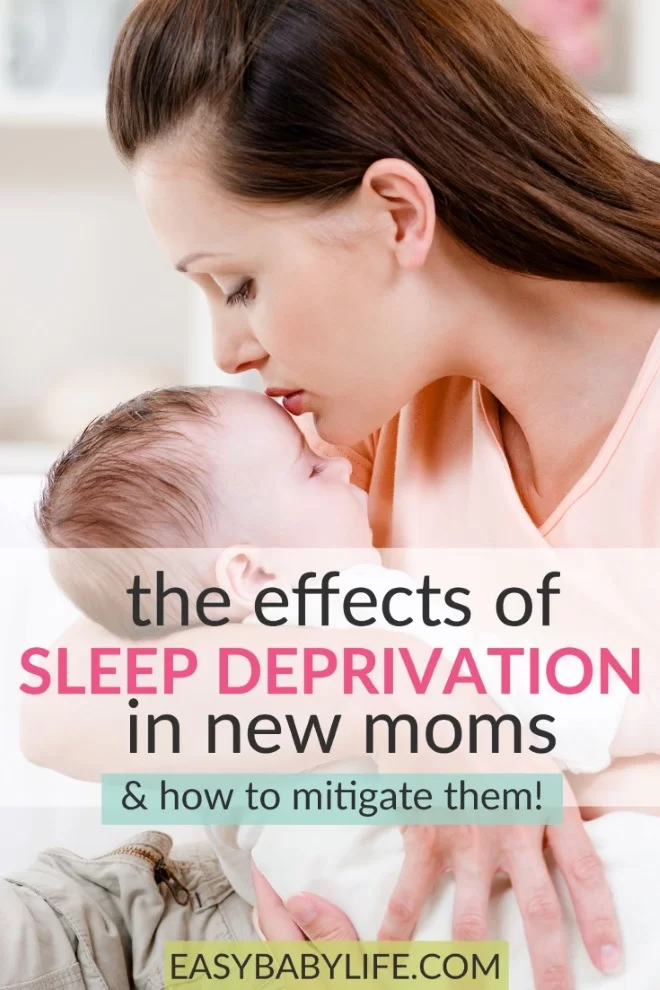 the effects of
SLEEP DEPRIVATION
in new moms
& how to mitigate them!
EASYBABYLIFE.COM